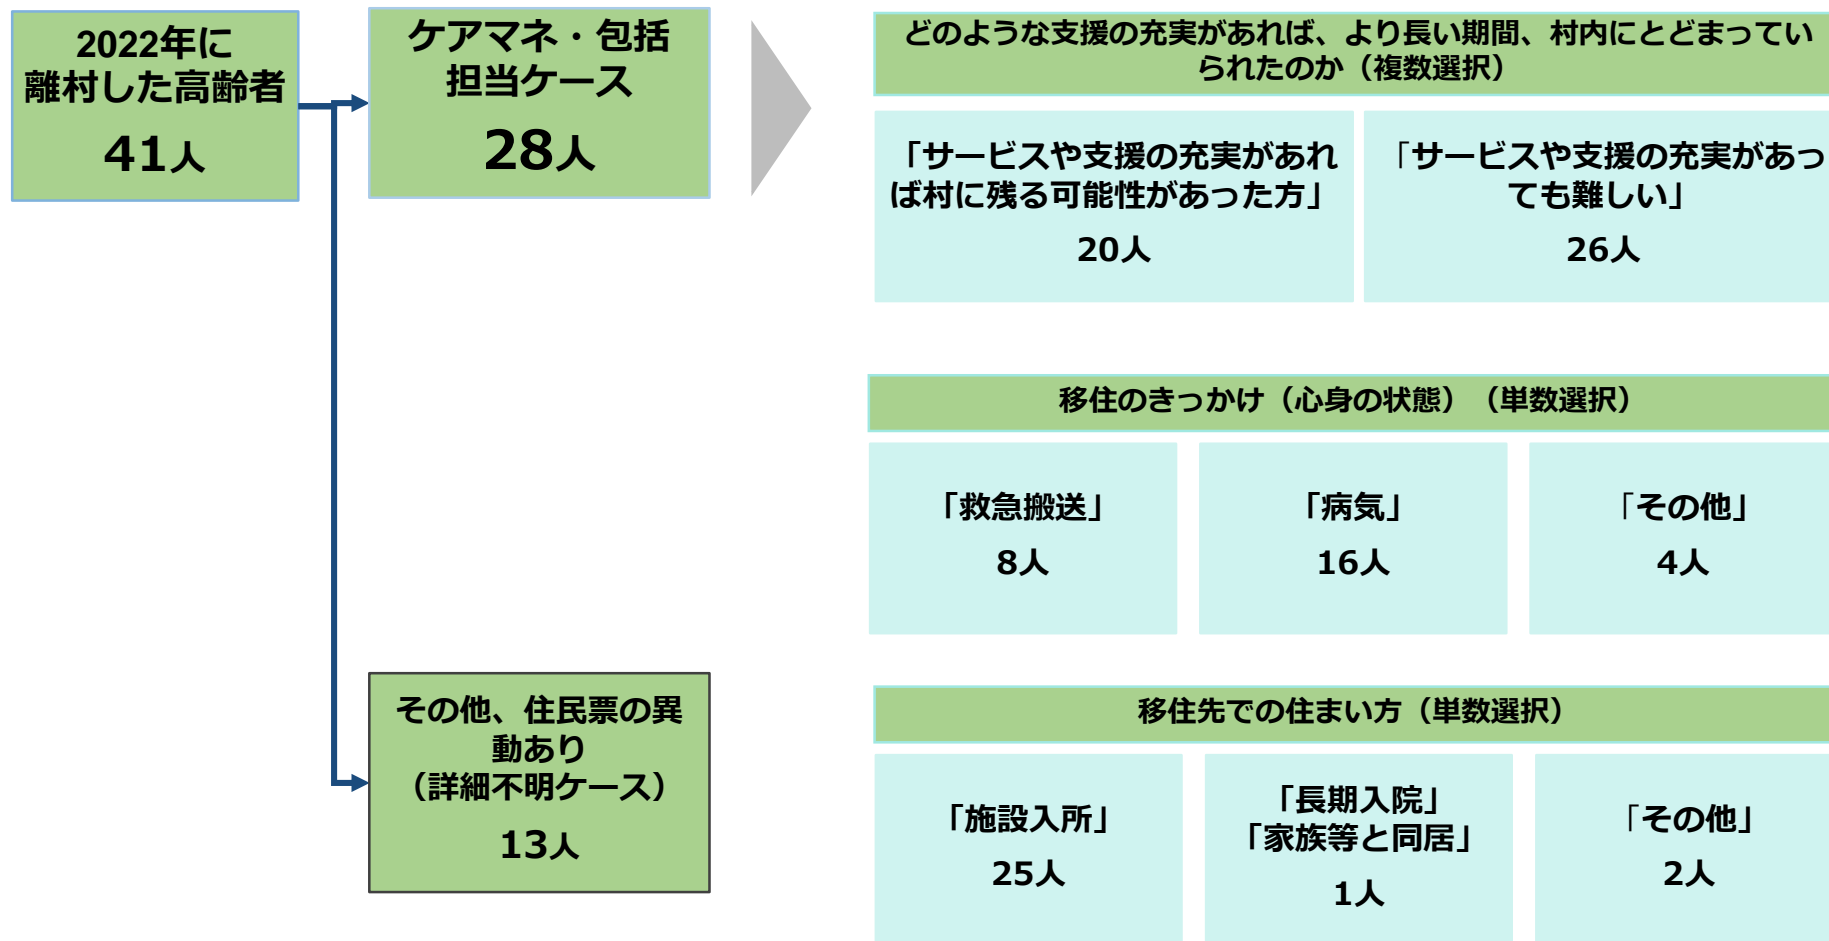 2022年に
離村した高齢者
41人
ケアマネ・包括
担当ケース
28人
どのような支援の充実があれば、より長い期間、村内にとどまってい
られたのか（複数選択）
「サービスや支援の充実があれ
ば村に残る可能性があった方」
20人
「サービスや支援の充実があっ
ても難しい」
26人
移住のきっかけ（心身の状態）（単数選択）
「救急搬送」
8人
「病気」
16人
「その他」
4人
その他、住民票の異
動あり
（詳細不明ケース）
13人
移住先での住まい方（単数選択）
「施設入所」
25人
「長期入院」
「家族等と同居」
1人
「その他」
2人